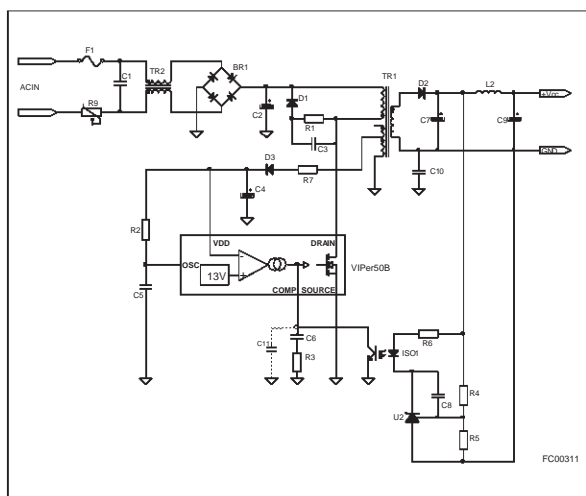 F1
BR1
TR1
D2
L2
+Vcc
TR2
C1
ACIN
D1
R9
C2
R1
C7
C9
C3
GND
D3
C10
R7
C4
R2
VDD
DRAIN
OSC
-
VIPer50B
13V
+
COMP SOURCE
C5
C6
C11
R6
R3
ISO1
R4
C8
U2
R5
FC00311